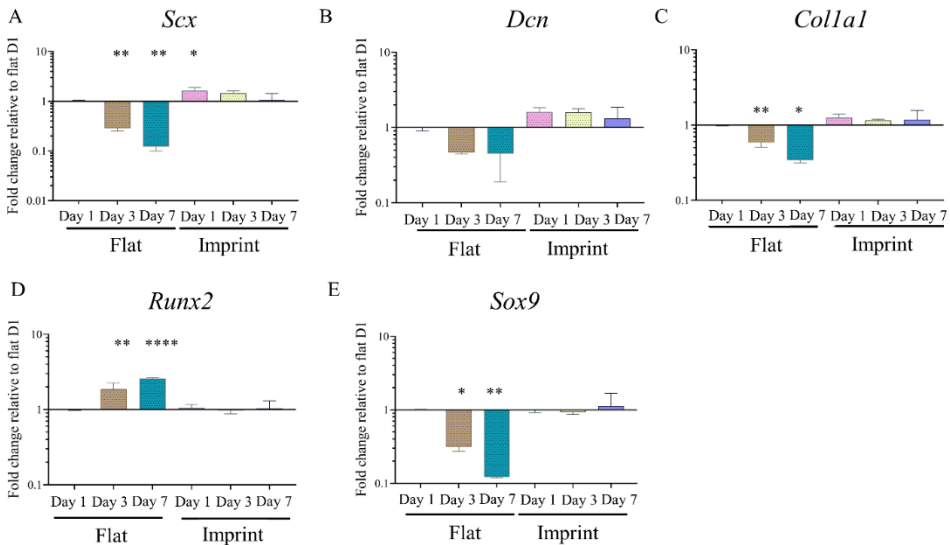 A
Scx
Fold change relative to flat D1
10
1
0.1
0.01
** ** *
Day 1 Day 3 Day 7 Day 1 Day 3 Day 7
Flat Imprint
B
Dcn
Fold change relative to flat D1
10
1
0.1
Day 1 Day 3 Day 7 Day 1 Day 3 Day 7
Flat Imprint
C
Col1a1
Fold change relative to flat D1
10
1
0.1
** *
Day 1 Day 3 Day 7 Day 1 Day 3 Day 7
Flat Imprint
D
Runx2
Fold change relative to flat D1
10
1
0.1
** ****
Day 1 Day 3 Day 7 Day 1 Day 3 Day 7
Flat Imprint
E
Sox9
Fold change relative to flat D1
10
1
0.1
* **
Day 1 Day 3 Day 7 Day 1 Day 3 Day 7
Flat Imprint